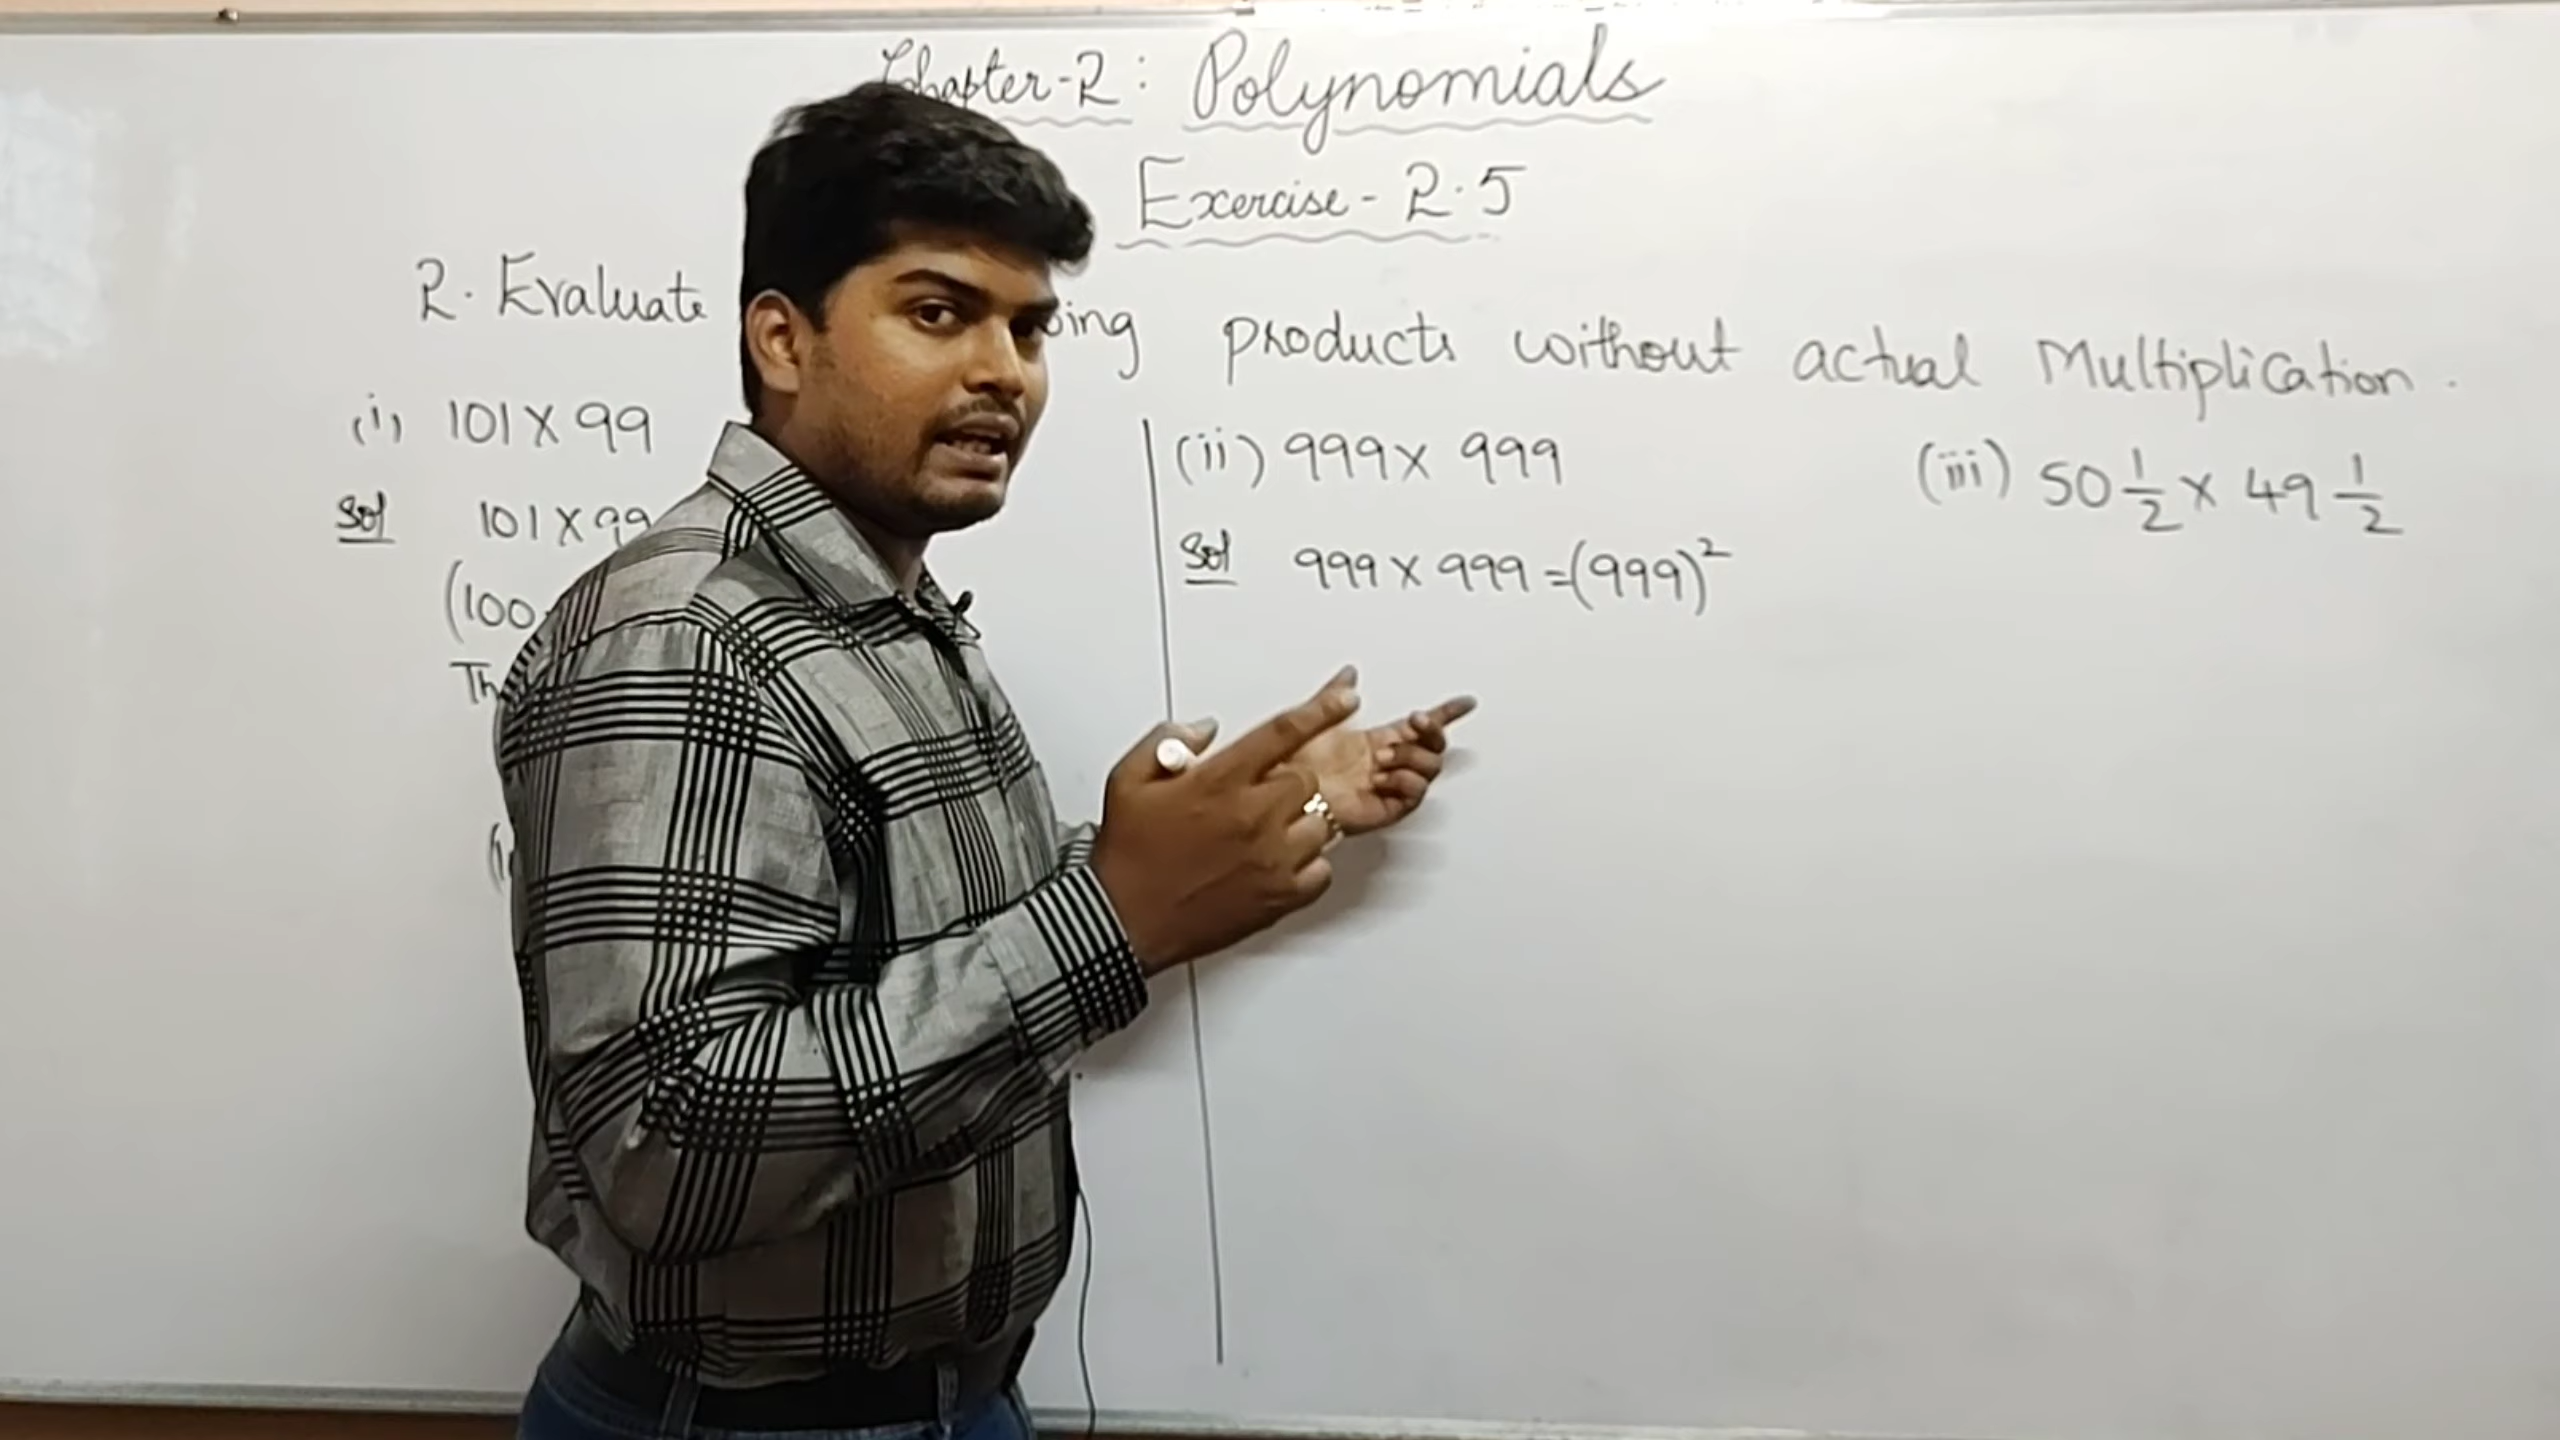 Chapter-2: Polynomials
Exercise - 2.5
2. Evaluate products without actual Multiplication.
(i) 101 X 99
Sol 101 X 99
(100
(ii) 999 X 999
Sol 999 X 999 = (999)²
(iii) 50 1/2 X 49 1/2